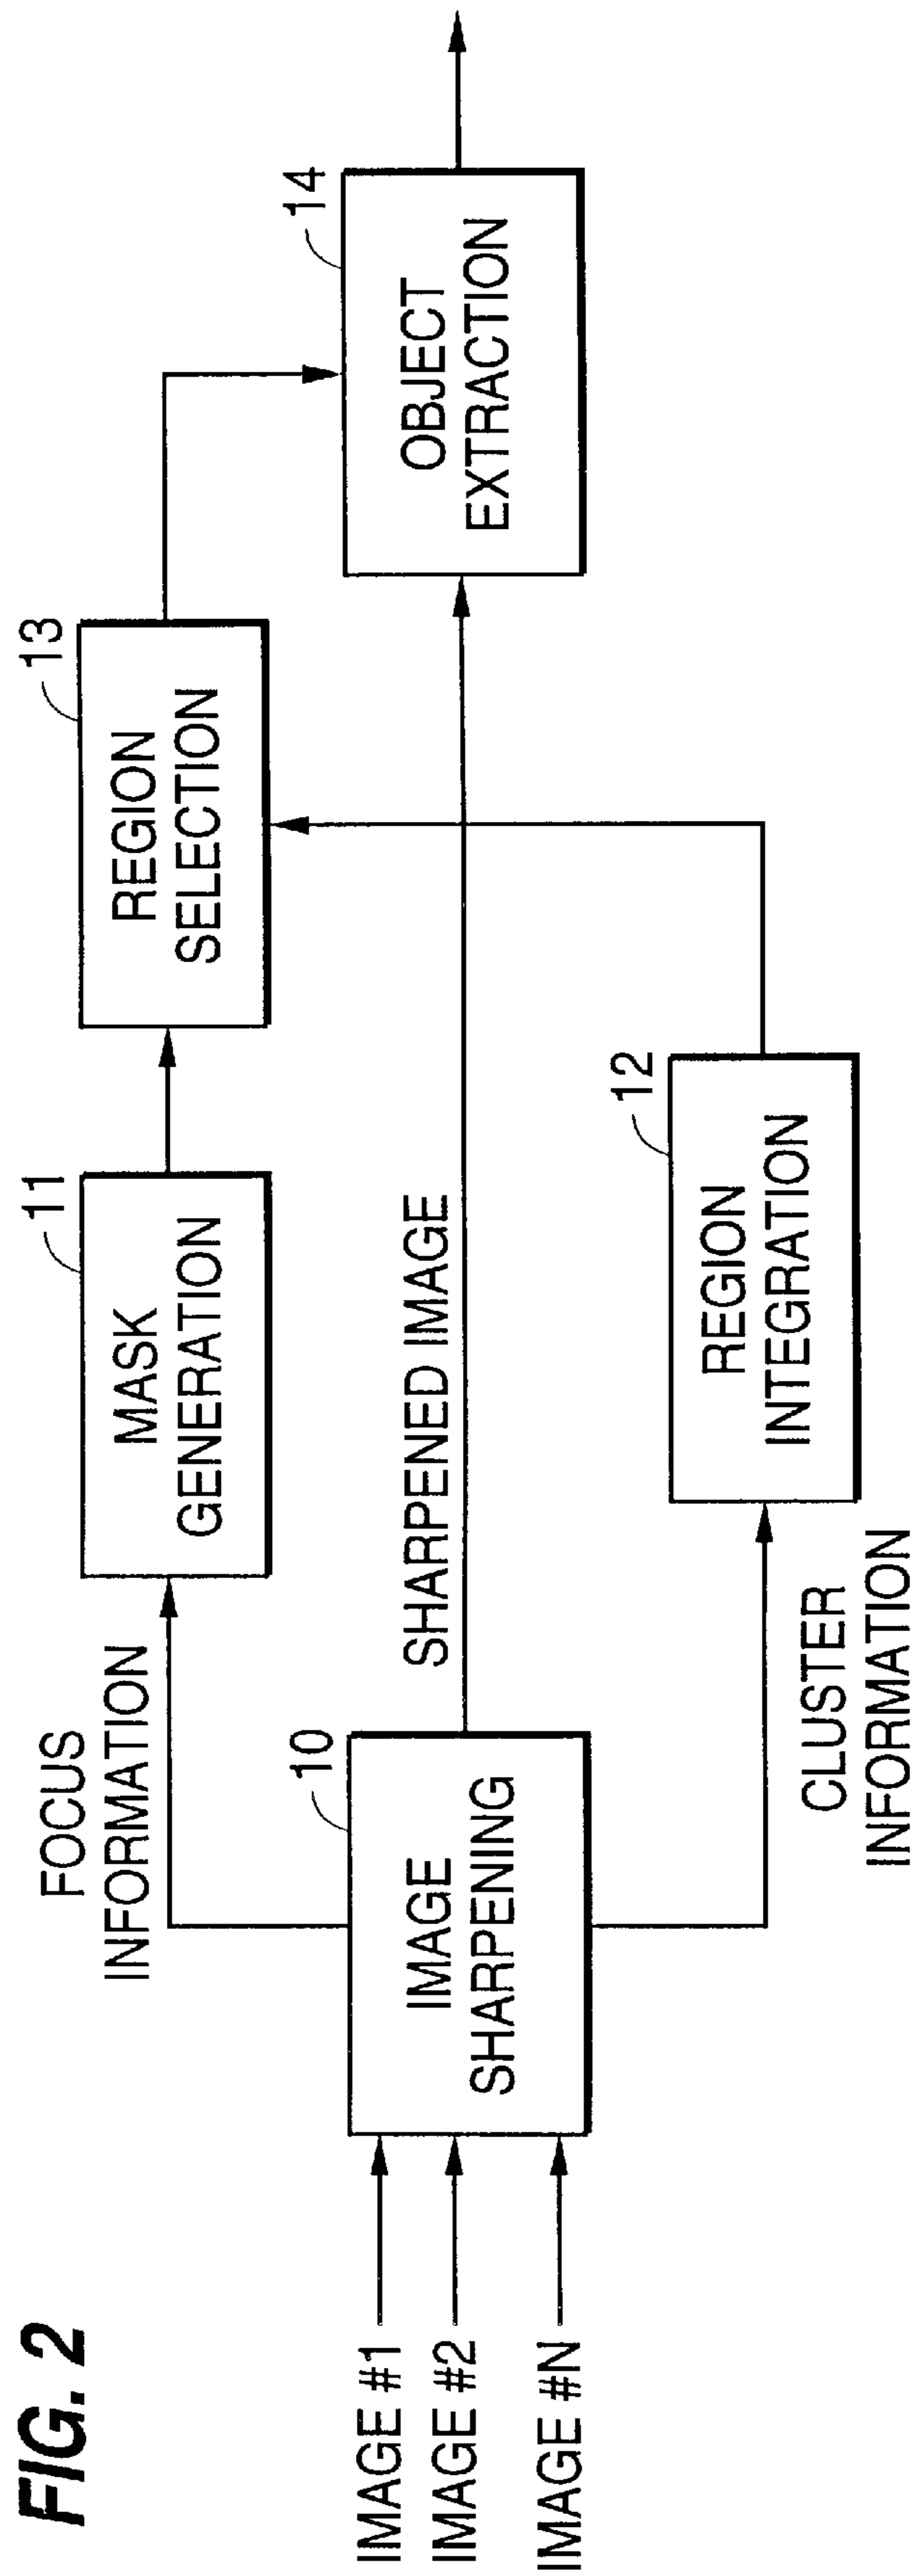 FIG. 2
IMAGE #1
IMAGE #2
IMAGE #N
10
IMAGE
SHARPENING
FOCUS
INFORMATION
SHARPENED IMAGE
CLUSTER
INFORMATION
11
MASK
GENERATION
12
REGION
INTEGRATION
13
REGION
SELECTION
14
OBJECT
EXTRACTION